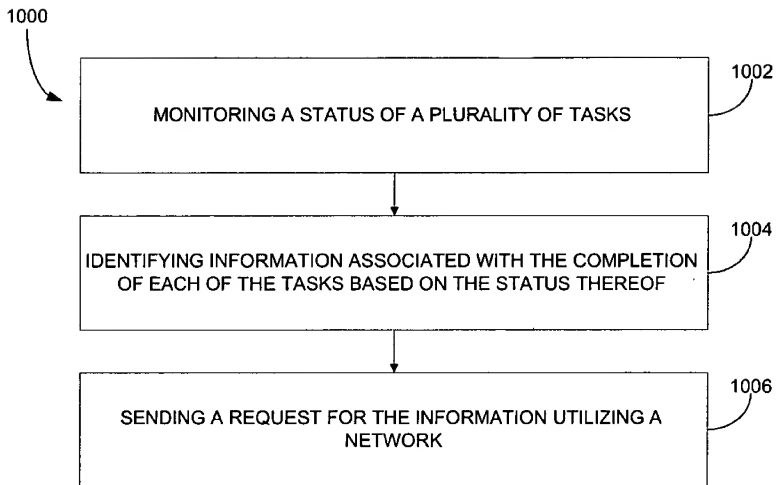 1000
1002
MONITORING A STATUS OF A PLURALITY OF TASKS
1004
IDENTIFYING INFORMATION ASSOCIATED WITH THE COMPLETION
OF EACH OF THE TASKS BASED ON THE STATUS THEREOF
1006
SENDING A REQUEST FOR THE INFORMATION UTILIZING A
NETWORK